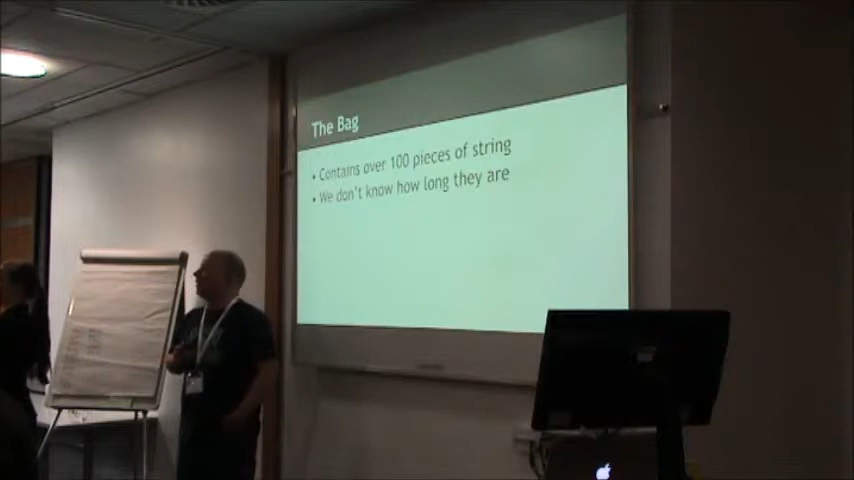 The Bag
• Contains over 100 pieces of string
• We don't know how long they are